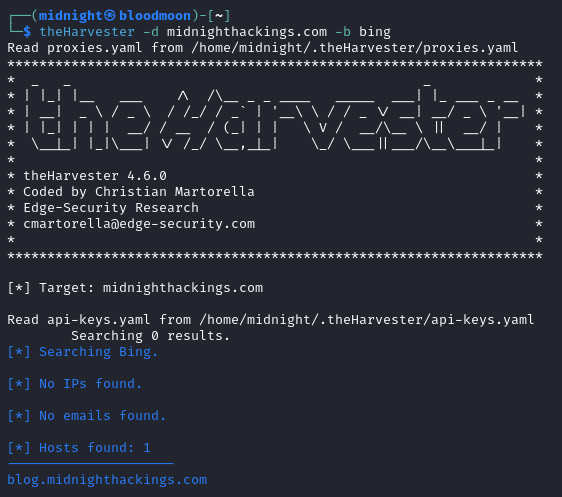 ┌──(midnight㉿bloodmoon)-[~]
└─$ theHarvester -d midnighthackings.com -b bing
Read proxies.yaml from /home/midnight/.theHarvester/proxies.yaml
*******************************************************************
*  _   _                                            _             *
* | |_| |__   ___    /\  /\__ _ _ ____   _____  ___| |_ ___ _ __  *
* | __|  _ \ / _ \  / /_/ / _` | '__\ \ / / _ \/ __| __/ _ \ '__| *
* | |_| | | |  __/ / __  / (_| | |   \ V /  __/\__ \ ||  __/ |    *
*  \__|_| |_|\___| \/ /_/ \__,_|_|    \_/ \___||___/\__\___|_|    *
*                                                                 *
* theHarvester 4.6.0                                              *
* Coded by Christian Martorella                                   *
* Edge-Security Research                                          *
* cmartorella@edge-security.com                                   *
*                                                                 *
*******************************************************************
[*] Target: midnighthackings.com
Read api-keys.yaml from /home/midnight/.theHarvester/api-keys.yaml
Searching 0 results.
[*] Searching Bing.
[*] No IPs found.
[*] No emails found.
[*] Hosts found: 1
---------------------
blog.midnighthackings.com